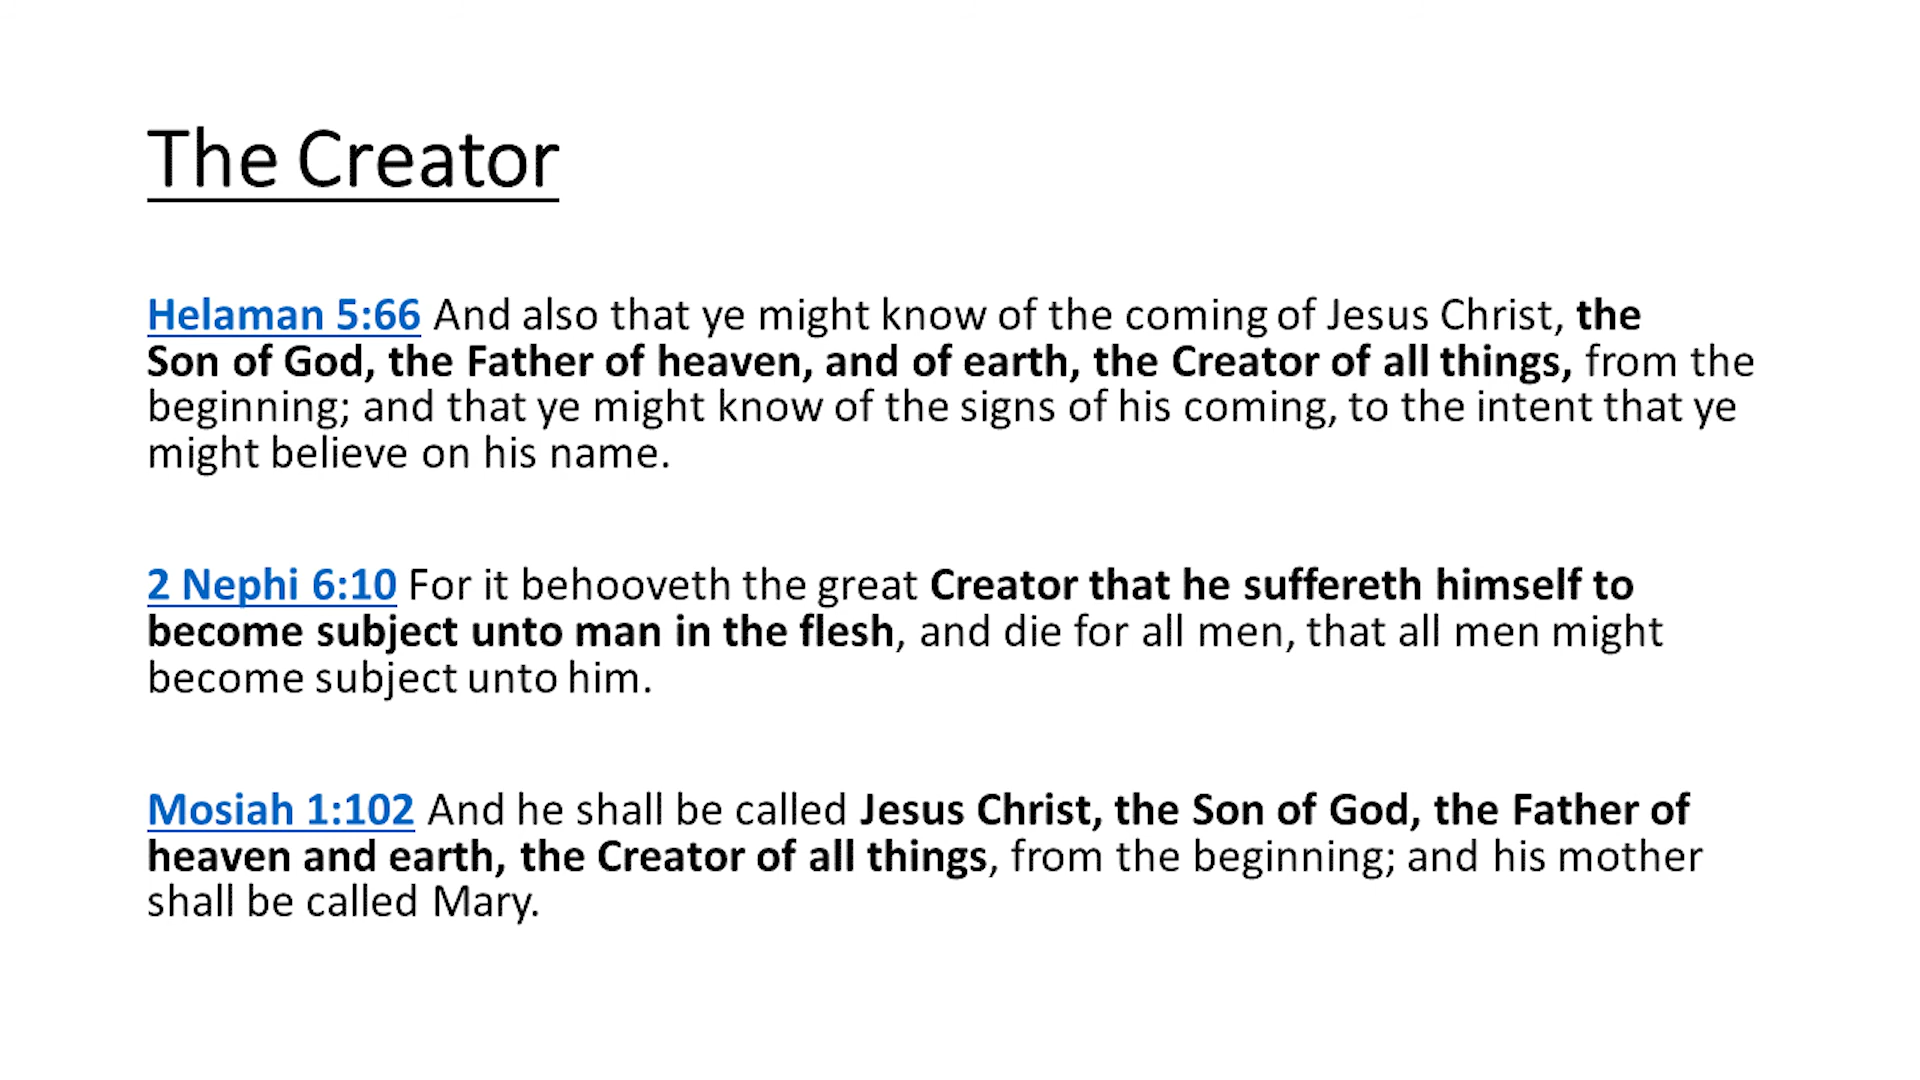 The Creator
Helaman 5:66 And also that ye might know of the coming of Jesus Christ, the
Son of God, the Father of heaven, and of earth, the Creator of all things, from the
beginning; and that ye might know of the signs of his coming, to the intent that ye
might believe on his name.
2 Nephi 6:10 For it behooveth the great Creator that he suffereth himself to
become subject unto man in the flesh, and die for all men, that all men might
become subject unto him.
Mosiah 1:102 And he shall be called Jesus Christ, the Son of God, the Father of
heaven and earth, the Creator of all things, from the beginning; and his mother
shall be called Mary.